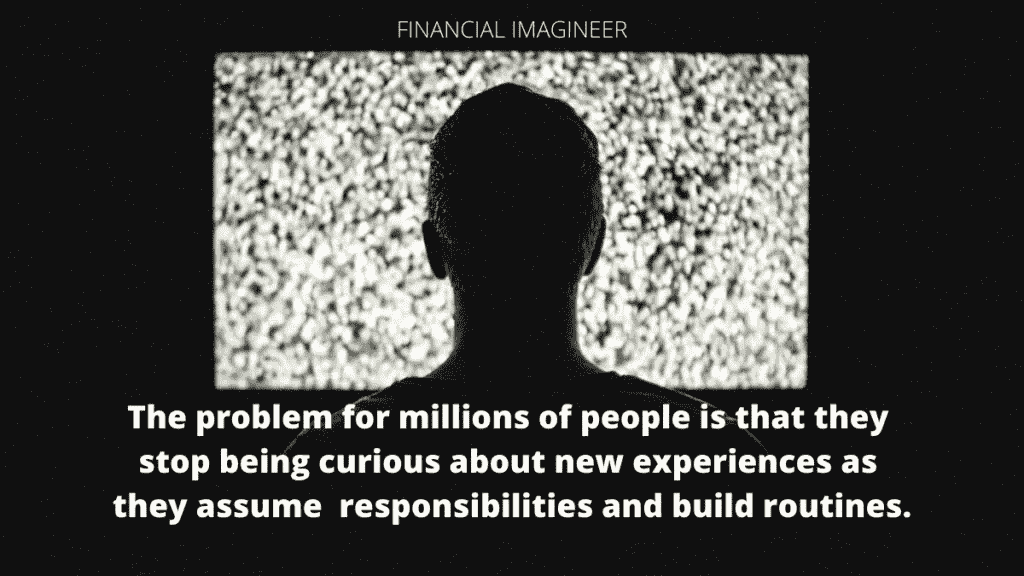 FINANCIAL IMAGINEER
The problem for millions of people is that they
stop being curious about new experiences as
they assume  responsibilities and build routines.